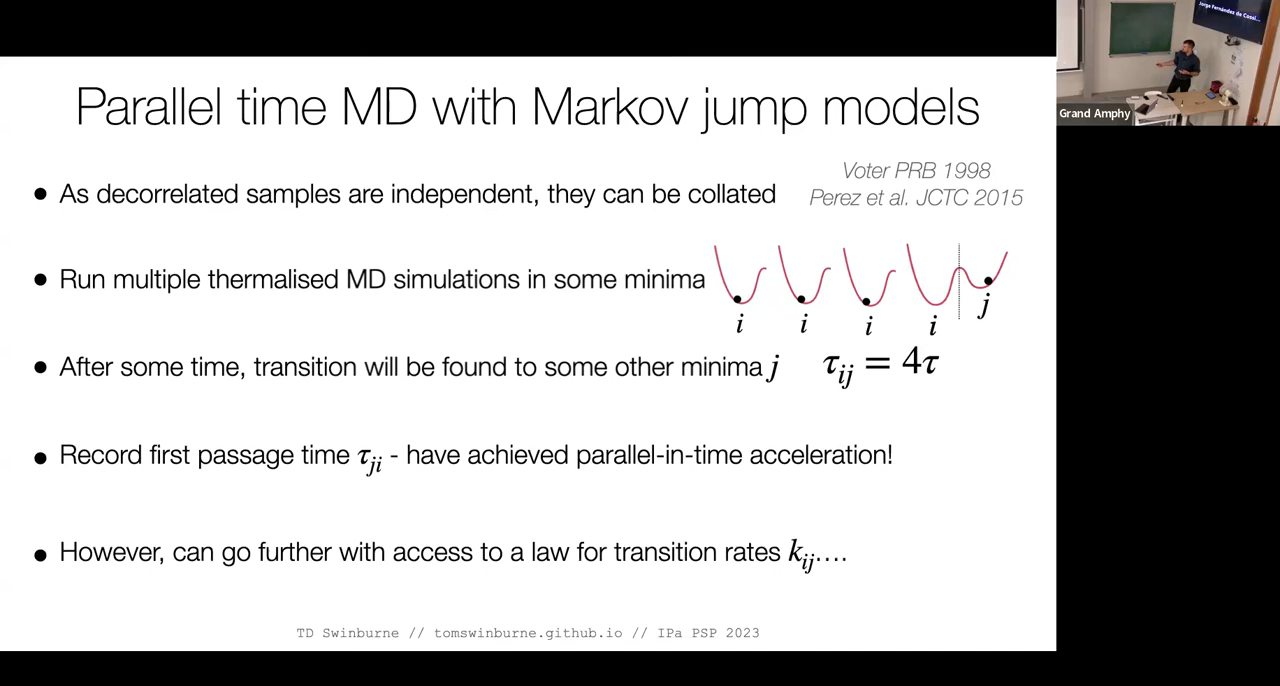 Parallel time MD with Markov jump models
Voter PRB 1998
Perez et al. JCTC 2015
• As decorrelated samples are independent, they can be collated
• Run multiple thermalised MD simulations in some minima
i i i i j
• After some time, transition will be found to some other minima j τij = 4τ
• Record first passage time τji - have achieved parallel-in-time acceleration!
• However, can go further with access to a law for transition rates kij....
TD Swinburne // tomswinburne.github.io // IPa PSP 2023
Grand Amphy